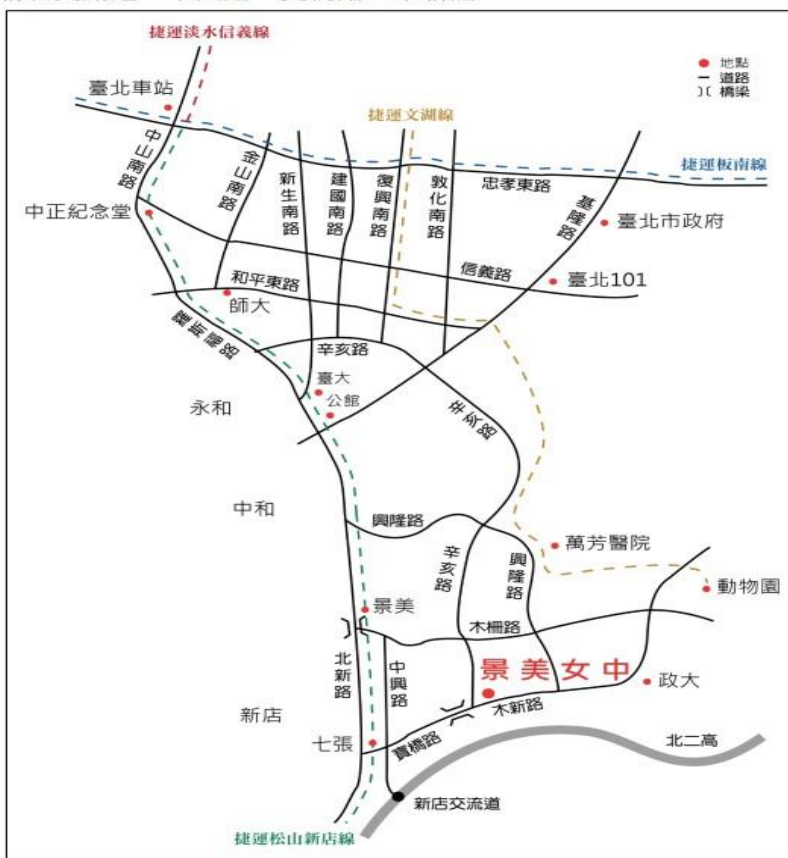 捷運淡水信義線
地點
道路
橋梁
臺北車站
捷運文湖線
捷運板南線
中山南路
金山南路
新生南路
建國南路
復興南路
敦化南路
忠孝東路
基隆路
中正紀念堂
臺北市政府
信義路
臺北101
和平東路
師大
羅斯福路
辛亥路
臺大
公館
永和
辛亥路
中和
興隆路
萬芳醫院
辛亥路
興隆路
動物園
景美
木柵路
北新路
中興路
景美女中
政大
新店
木新路
七張
寶橋路
北二高
新店交流道
捷運松山新店線